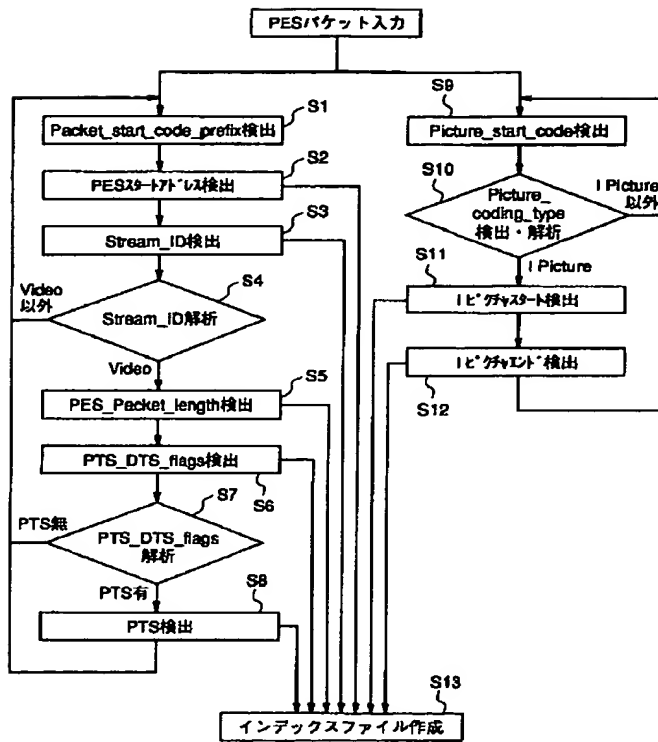 PESパケット入力
S1
Packet_start_code_prefix検出
S2
PESスタートアドレス検出
S3
Stream_ID検出
Video
以外
S4
Stream_ID解析
Video
S5
PES_Packet_length検出
PTS_DTS_flags検出
S6
S7
PTS無
PTS_DTS_flags
解析
PTS有
S8
PTS検出
S9
Picture_start_code検出
S10
I Picture
以外
Picture_
coding_type
検出・解析
I Picture
S11
Iピクチャスタート検出
Iピクチャエンド検出
S12
S13
インデックスファイル作成